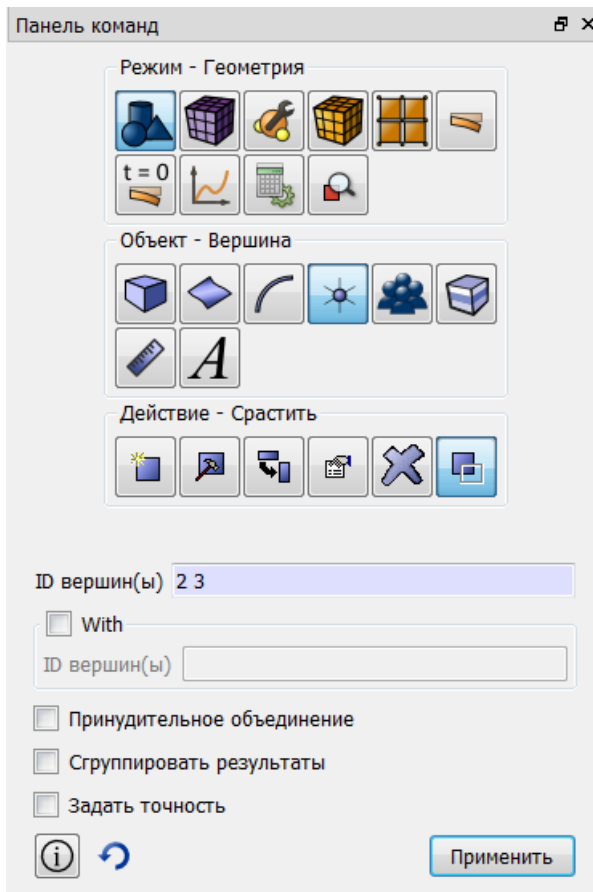 Панель команд
Режим - Геометрия
t = 0
Объект - Вершина
A
Действие - Срастить
ID вершин(ы) 2 3
With
ID вершин(ы)
Принудительное объединение
Сгруппировать результаты
Задать точность
i
Применить